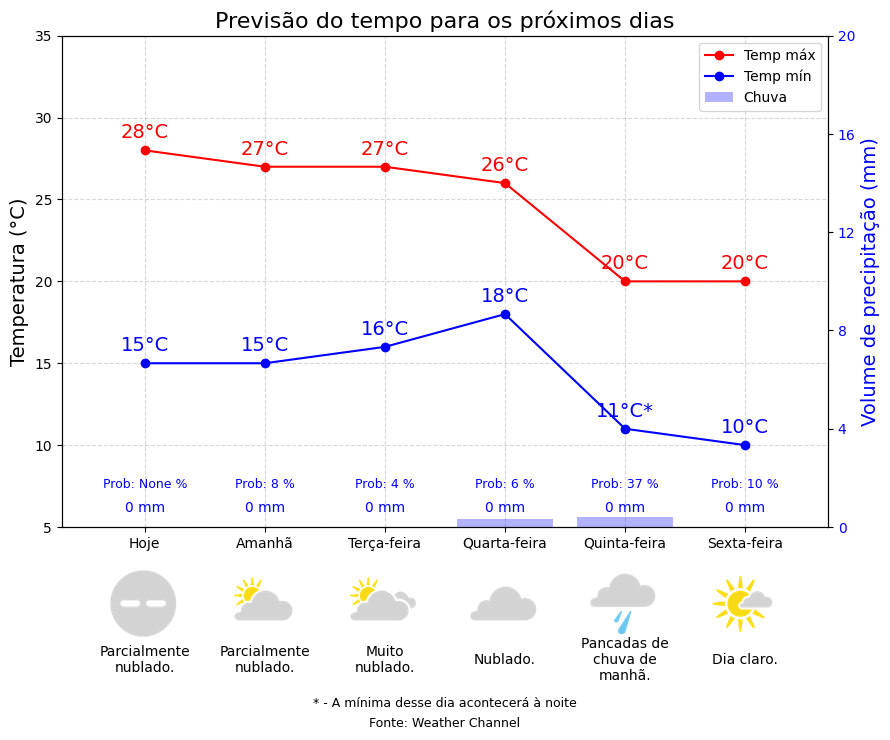 Previsão do tempo para os próximos dias
35
30
25
20
15
10
5
Temperatura (°C)
20
16
12
8
4
0
Volume de precipitação (mm)
Temp máx
Temp mín
Chuva
28°C
27°C
27°C
26°C
20°C
20°C
15°C
15°C
16°C
18°C
11°C*
10°C
Prob: None %
Prob: 8 %
Prob: 4 %
Prob: 6 %
Prob: 37 %
Prob: 10 %
0 mm
0 mm
0 mm
0 mm
0 mm
0 mm
Hoje
Amanhã
Terça-feira
Quarta-feira
Quinta-feira
Sexta-feira
Parcialmente
nublado.
Parcialmente
nublado.
Muito
nublado.
Nublado.
Pancadas de
chuva de
manhã.
Dia claro.
* - A mínima desse dia acontecerá à noite
Fonte: Weather Channel